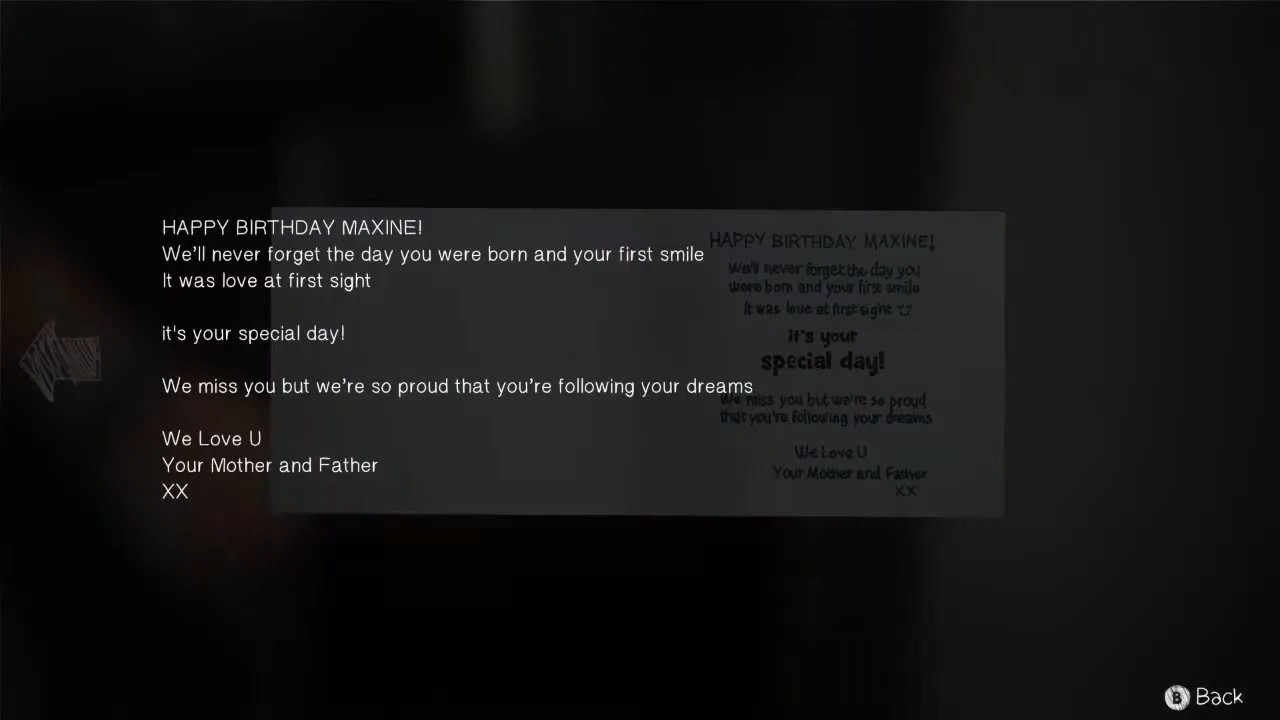 HAPPY BIRTHDAY MAXINE!
We'll never forget the day you were born and your first smile
It was love at first sight
it's your special day!
We miss you but we're so proud that you're following your dreams
We Love U
Your Mother and Father
XX
HAPPY BIRTHDAY MAXINE!
We'll never forget the day you
were born and your first smile
It was love at first sight
it's your
special day!
We miss you but we're so proud
that you're following your dreams
We Love U
Your Mother and Father
XX
B Back